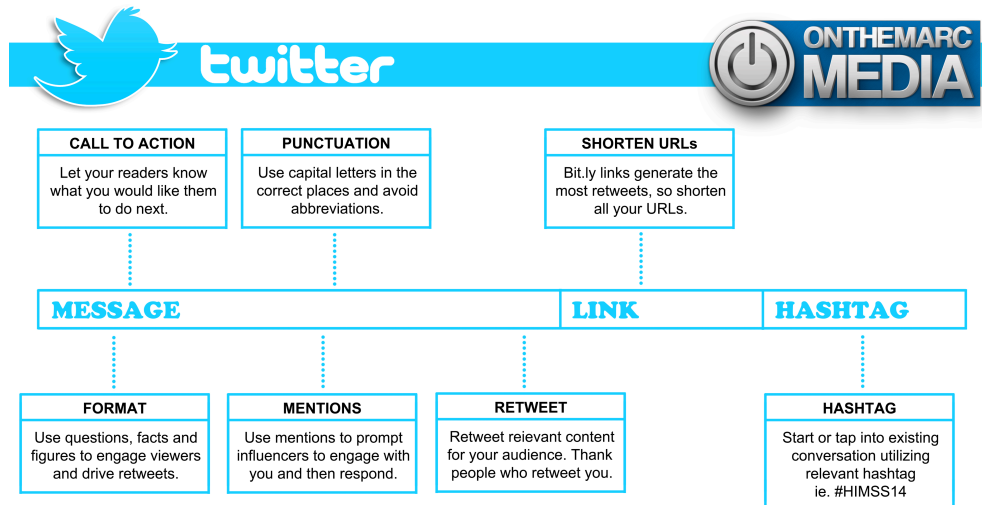 twitter
ONTHEMARC
MEDIA
CALL TO ACTION
Let your readers know
what you would like them
to do next.
PUNCTUATION
Use capital letters in the
correct places and avoid
abbreviations.
SHORTEN URLs
Bit.ly links generate the
most retweets, so shorten
all your URLs.
MESSAGE
LINK
HASHTAG
FORMAT
Use questions, facts and
figures to engage viewers
and drive retweets.
MENTIONS
Use mentions to prompt
influencers to engage with
you and then respond.
RETWEET
Retweet reievant content
for your audience. Thank
people who retweet you.
HASHTAG
Start or tap into existing
conversation utilizing
relevant hashtag
ie. #HIMSS14